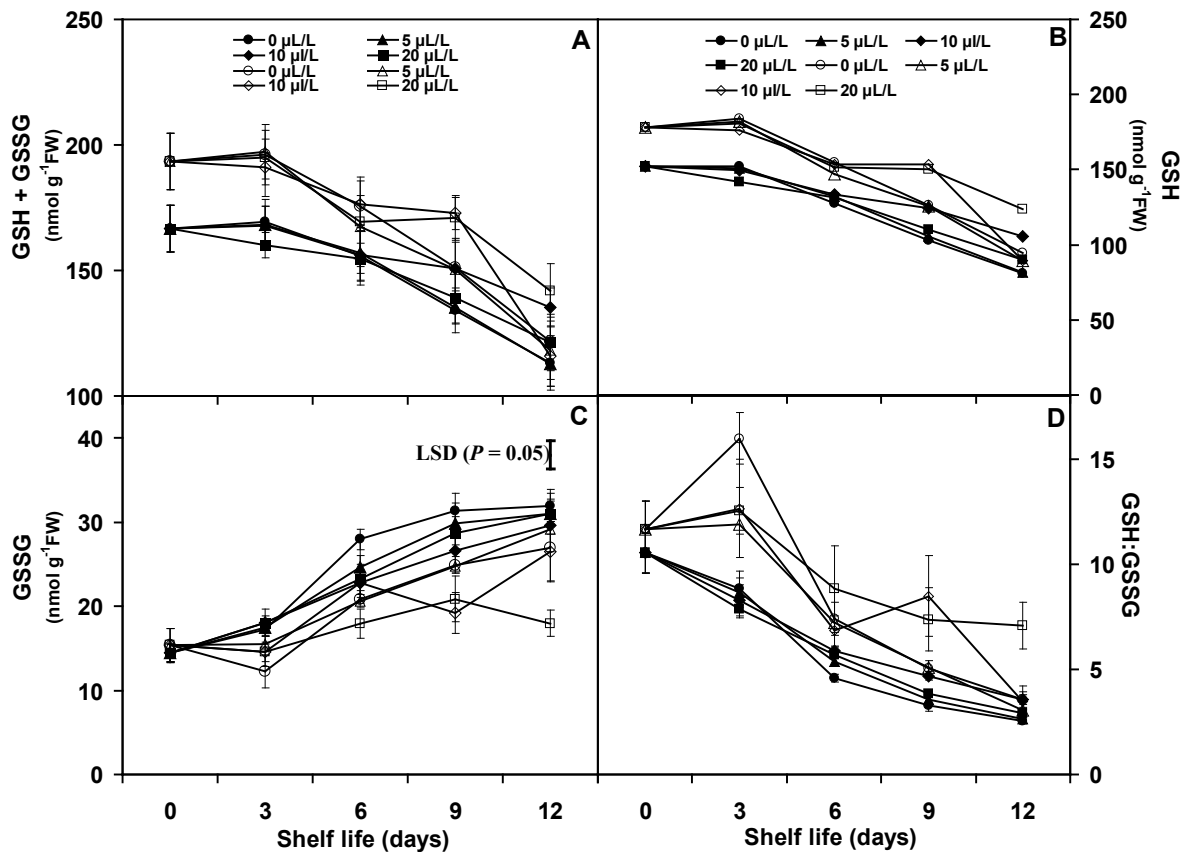 250
200
150
100
GSH + GSSG
(nmol g⁻¹FW)
A
0 µL/L 5 µL/L
10 µl/L 20 µL/L
0 µL/L 5 µL/L
10 µl/L 20 µL/L
B
0 µL/L 5 µL/L 10 µl/L
20 µL/L 0 µL/L 5 µL/L
10 µl/L 20 µL/L
250
200
150
100
50
0
GSH
(nmol g⁻¹FW)
40
30
20
10
0
GSSG
(nmol g⁻¹FW)
C
LSD (P = 0.05)
D
15
10
5
0
GSH:GSSG
0 3 6 9 12
Shelf life (days)
0 3 6 9 12
Shelf life (days)